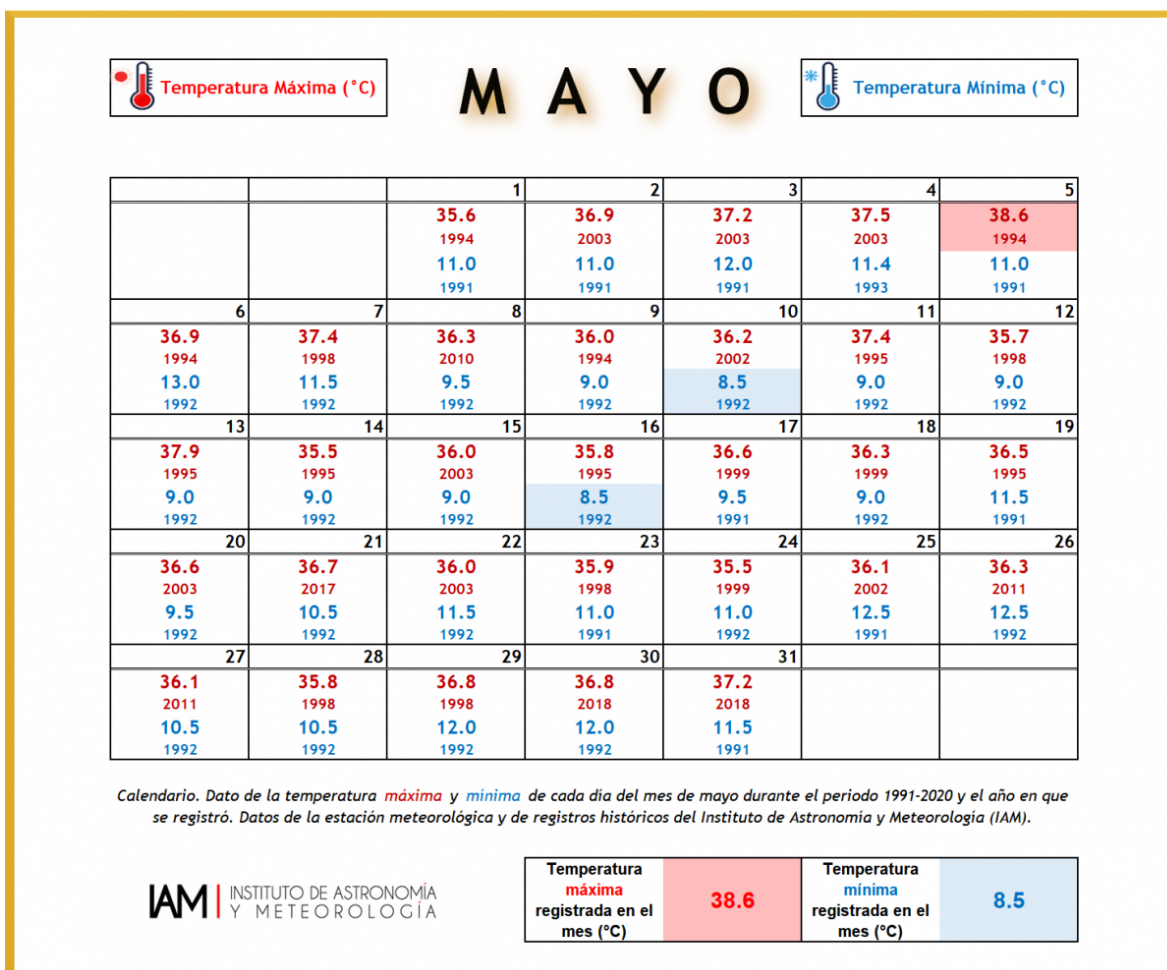 Temperatura Máxima (°C)
MAYO
Temperatura Mínima (°C)
1 2 3 4 5
35.6 36.9 37.2 37.5 38.6
1994 2003 2003 2003 1994
11.0 11.0 12.0 11.4 11.0
1991 1991 1991 1993 1991
6 7 8 9 10 11 12
36.9 37.4 36.3 36.0 36.2 37.4 35.7
1994 1998 2010 1994 2002 1995 1998
13.0 11.5 9.5 9.0 8.5 9.0 9.0
1992 1992 1992 1992 1992 1992 1992
13 14 15 16 17 18 19
37.9 35.5 36.0 35.8 36.6 36.3 36.5
1995 1995 2003 1995 1999 1999 1995
9.0 9.0 9.0 8.5 9.5 9.0 11.5
1992 1992 1992 1992 1991 1992 1991
20 21 22 23 24 25 26
36.6 36.7 36.0 35.9 35.5 36.1 36.3
2003 2017 2003 1998 1999 2002 2011
9.5 10.5 11.5 11.0 11.0 12.5 12.5
1992 1992 1992 1991 1992 1991 1992
27 28 29 30 31
36.1 35.8 36.8 36.8 37.2
2011 1998 1998 2018 2018
10.5 10.5 12.0 12.0 11.5
1992 1992 1992 1992 1991
Calendario. Dato de la temperatura máxima y mínima de cada día del mes de mayo durante el periodo 1991-2020 y el año en que
se registró. Datos de la estación meteorológica y de registros históricos del Instituto de Astronomía y Meteorología (IAM).
IAM
INSTITUTO DE ASTRONOMÍA
Y METEOROLOGÍA
Temperatura
máxima
registrada en el
mes (°C)
38.6
Temperatura
mínima
registrada en el
mes (°C)
8.5